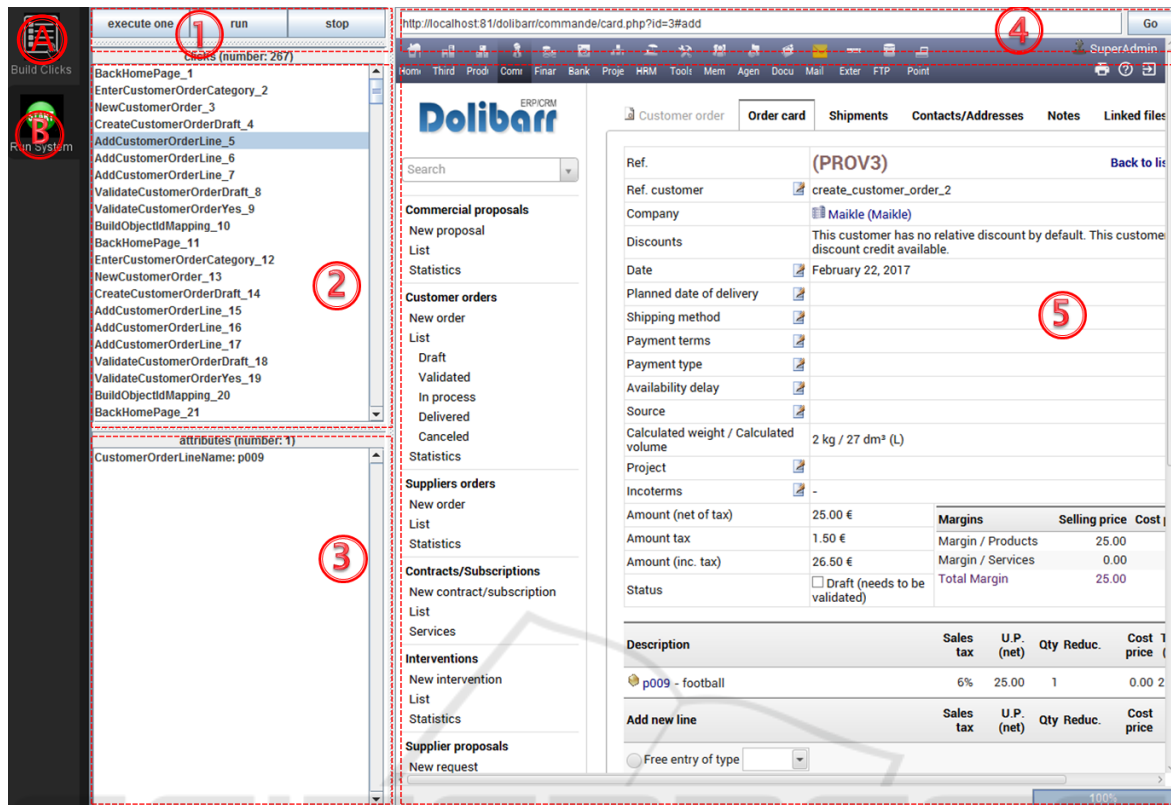 A
Build Clicks
B
Run System
execute one run stop
1
clicks (number: 267)
BackHomePage_1
EnterCustomerOrderCategory_2
NewCustomerOrder_3
CreateCustomerOrderDraft_4
AddCustomerOrderLine_5
AddCustomerOrderLine_6
AddCustomerOrderLine_7
ValidateCustomerOrderDraft_8
ValidateCustomerOrderYes_9
BuildObjectIdMapping_10
BackHomePage_11
EnterCustomerOrderCategory_12
NewCustomerOrder_13
CreateCustomerOrderDraft_14
AddCustomerOrderLine_15
AddCustomerOrderLine_16
AddCustomerOrderLine_17
ValidateCustomerOrderDraft_18
ValidateCustomerOrderYes_19
BuildObjectIdMapping_20
BackHomePage_21
2
attributes (number: 1)
CustomerOrderLineName: p009
3
http://localhost:81/dolibarr/commande/card.php?id=3#add Go
4
SuperAdmin
Hom Third Prod Com Finar Bank Proje HRM Tools Mem Agen Docu Mail Exter FTP Point
Dolibarr ERP/CRM
Search
Commercial proposals
New proposal
List
Statistics
Customer orders
New order
List
Draft
Validated
In process
Delivered
Canceled
Statistics
Suppliers orders
New order
List
Statistics
Contracts/Subscriptions
New contract/subscription
List
Services
Interventions
New intervention
List
Statistics
Supplier proposals
New request
Customer order Order card Shipments Contacts/Addresses Notes Linked files
Ref. (PROV3) Back to lis
Ref. customer create_customer_order_2
Company Maikle (Maikle)
Discounts This customer has no relative discount by default. This custome
discount credit available.
Date February 22, 2017
Planned date of delivery
5
Shipping method
Payment terms
Payment type
Availability delay
Source
Calculated weight / Calculated
volume 2 kg / 27 dm³ (L)
Project
Incoterms -
Amount (net of tax) 25.00 € Margins Selling price Cost p
Amount tax 1.50 € Margin / Products 25.00
Amount (inc. tax) 26.50 € Margin / Services 0.00
Status Draft (needs to be
validated) Total Margin 25.00
Description Sales tax U.P. (net) Qty Reduc. Cost price T (
p009 - football 6% 25.00 1 0.00 2
Add new line Sales tax U.P. (net) Qty Reduc. Cost price
Free entry of type
100%